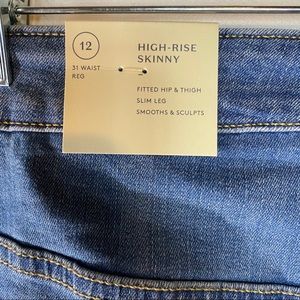 12
31 WAIST
REG
HIGH-RISE
SKINNY
FITTED HIP & THIGH
SLIM LEG
SMOOTHS & SCULPTS